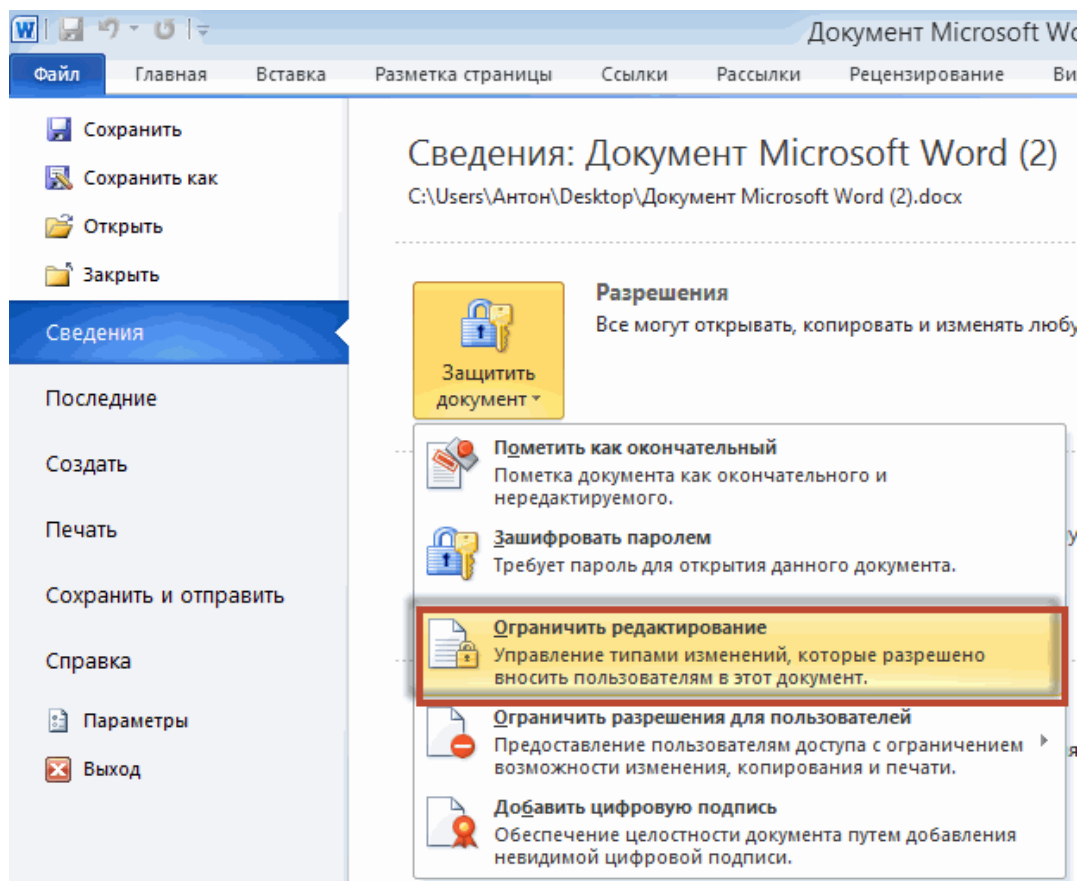 Документ Microsoft Wo
Файл Главная Вставка Разметка страницы Ссылки Рассылки Рецензирование Ви
Сохранить
Сохранить как
Открыть
Закрыть
Сведения
Последние
Создать
Печать
Сохранить и отправить
Справка
Параметры
Выход
Сведения: Документ Microsoft Word (2)
C:\Users\Антон\Desktop\Документ Microsoft Word (2).docx
Защитить
документ
Разрешения
Все могут открывать, копировать и изменять любу
Пометить как окончательный
Пометка документа как окончательного и
нередактируемого.
Зашифровать паролем
Требует пароль для открытия данного документа.
Ограничить редактирование
Управление типами изменений, которые разрешено
вносить пользователям в этот документ.
Ограничить разрешения для пользователей
Предоставление пользователям доступа с ограничением
возможности изменения, копирования и печати.
Добавить цифровую подпись
Обеспечение целостности документа путем добавления
невидимой цифровой подписи.